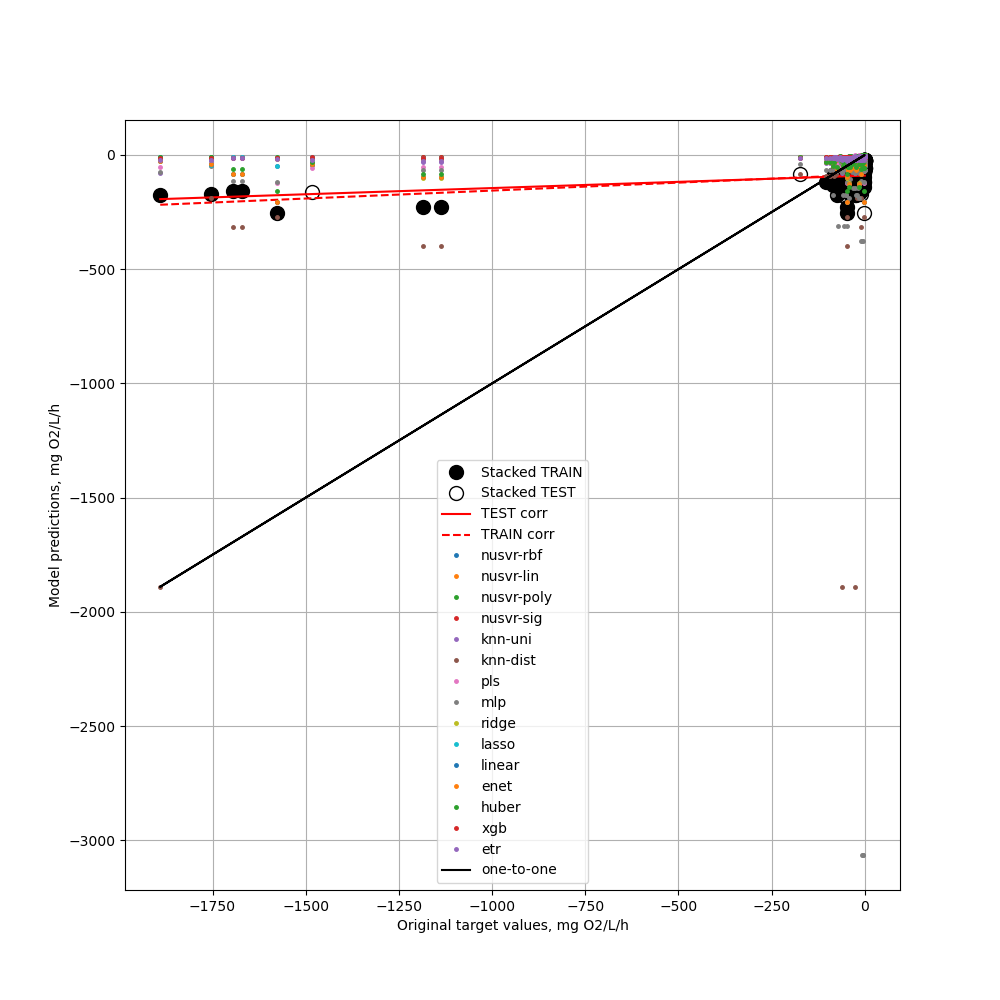 0
−500
−1000
−1500
−2000
−2500
−3000
Model predictions, mg O2/L/h
Stacked TRAIN
Stacked TEST
TEST corr
TRAIN corr
nusvr-rbf
nusvr-lin
nusvr-poly
nusvr-sig
knn-uni
knn-dist
pls
mlp
ridge
lasso
linear
enet
huber
xgb
etr
one-to-one
−1750 −1500 −1250 −1000 −750 −500 −250 0
Original target values, mg O2/L/h